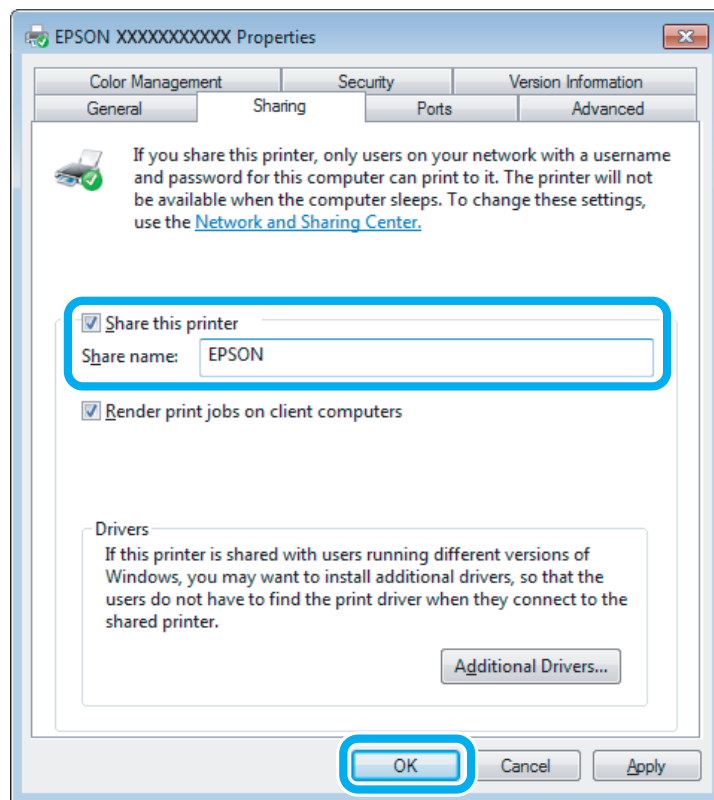 EPSON XXXXXXXXXXX Properties
Color Management Security Version Information
General Sharing Ports Advanced
If you share this printer, only users on your network with a username
and password for this computer can print to it. The printer will not
be available when the computer sleeps. To change these settings,
use the Network and Sharing Center.
Share this printer
Share name: EPSON
Render print jobs on client computers
Drivers
If this printer is shared with users running different versions of
Windows, you may want to install additional drivers, so that the
users do not have to find the print driver when they connect to the
shared printer.
Additional Drivers...
OK Cancel Apply